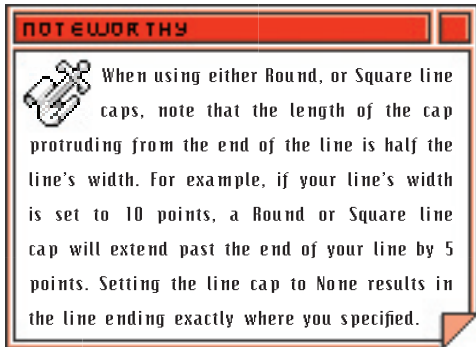 NOTEWORTHY
When using either Round, or Square line
caps, note that the length of the cap
protruding from the end of the line is half the
line's width. For example, if your line's width
is set to 10 points, a Round or Square line
cap will extend past the end of your line by 5
points. Setting the line cap to None results in
the line ending exactly where you specified.